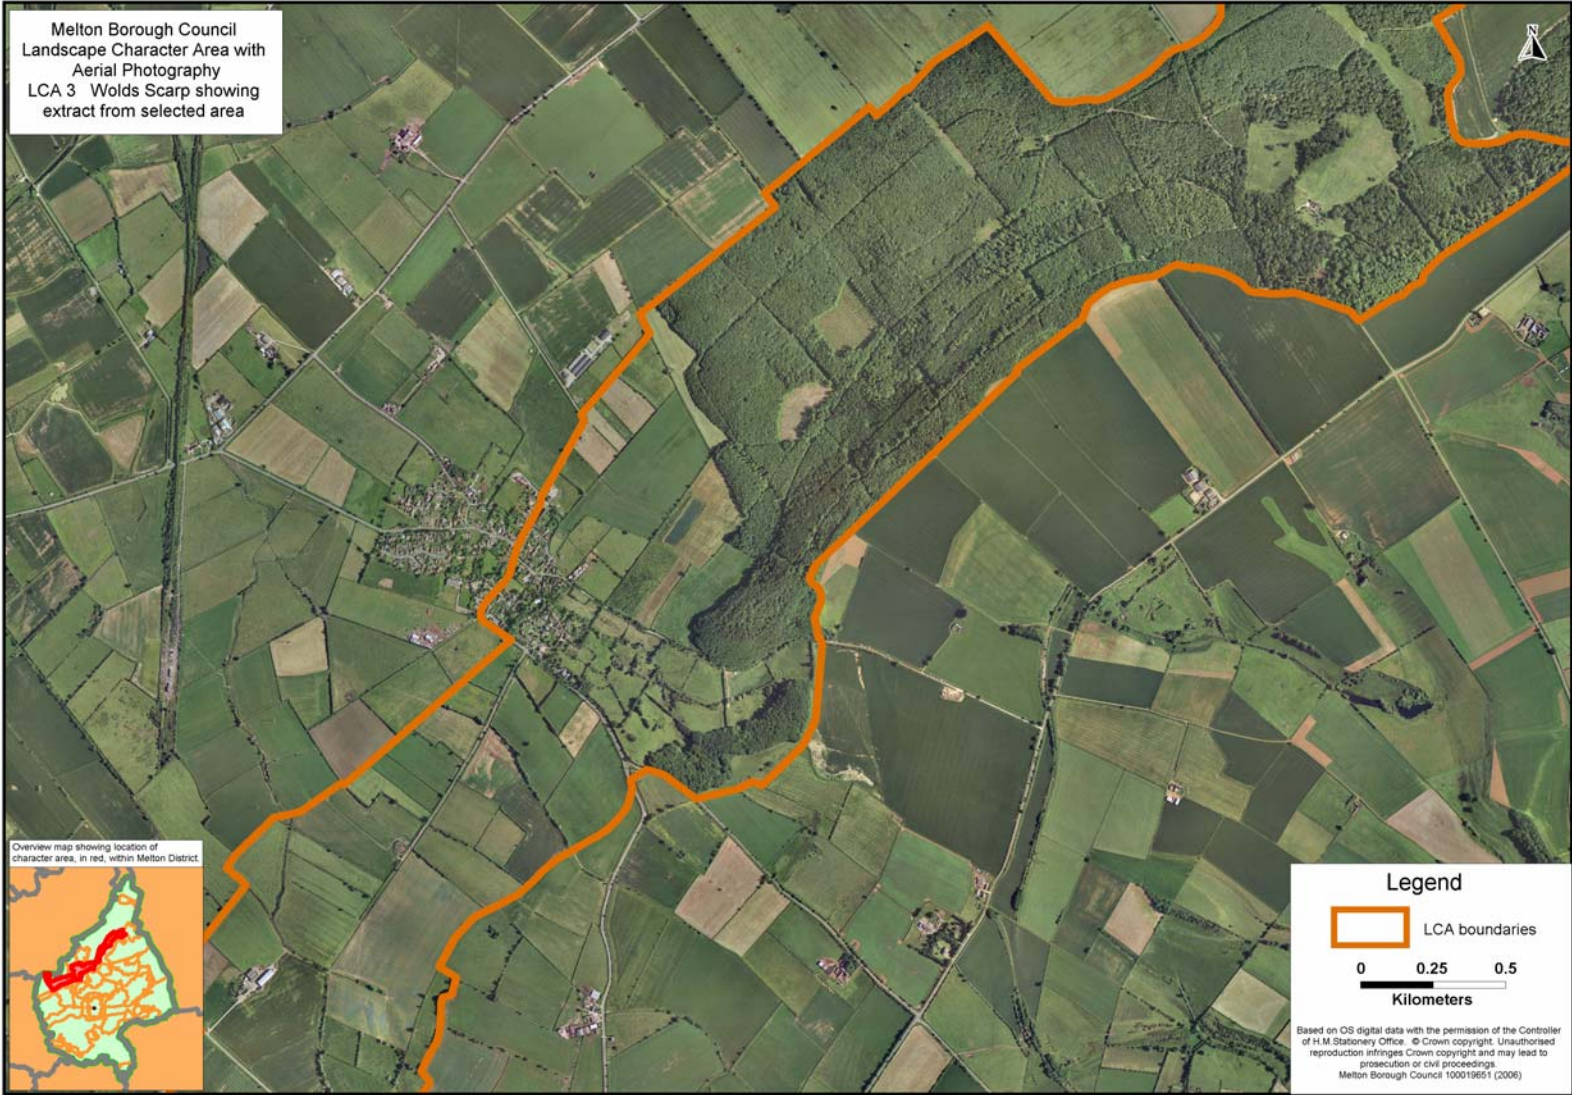 Melton Borough Council
Landscape Character Area with
Aerial Photography
LCA 3 Wolds Scarp showing
extract from selected area
N
Overview map showing location of
character area, in red, within Melton District.
Legend
LCA boundaries
0 0.25 0.5
Kilometers
Based on OS digital data with the permission of the Controller
of H.M.Stationery Office. © Crown copyright. Unauthorised
reproduction infringes Crown copyright and may lead to
prosecution or civil proceedings.
Melton Borough Council 100019651 (2006)